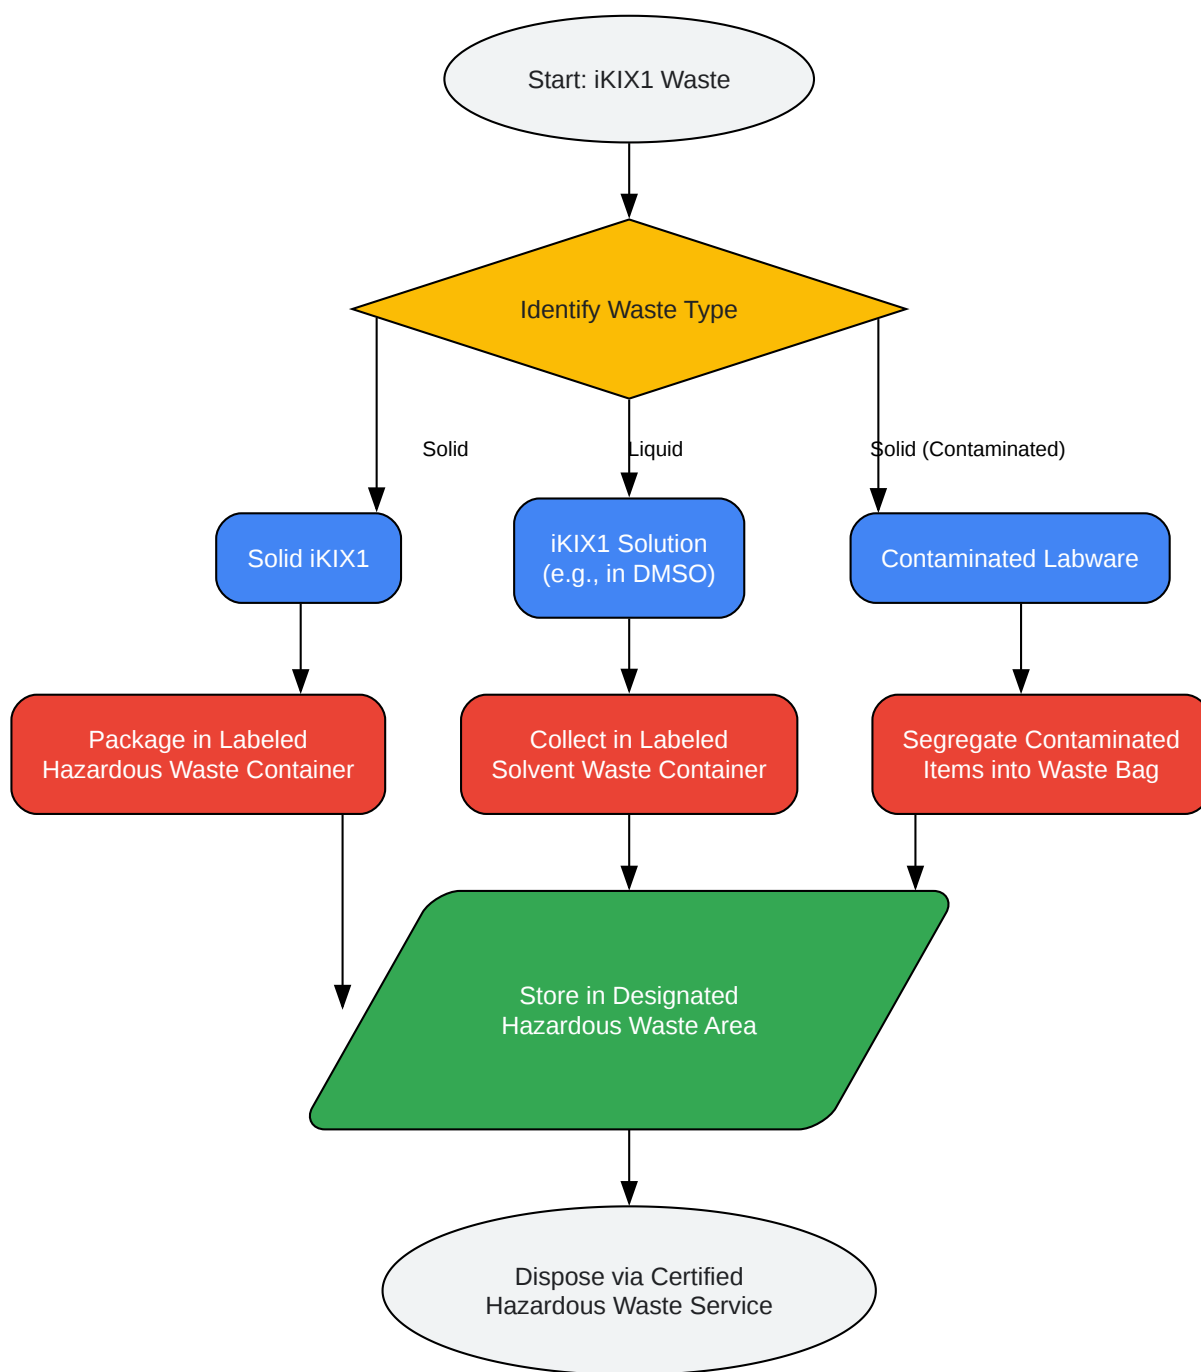 Start: iKIX1 Waste
Identify Waste Type
Solid
Liquid
Solid (Contaminated)
Solid iKIX1
iKIX1 Solution
(e.g., in DMSO)
Contaminated Labware
Package in Labeled
Hazardous Waste Container
Collect in Labeled
Solvent Waste Container
Segregate Contaminated
Items into Waste Bag
Store in Designated
Hazardous Waste Area
Dispose via Certified
Hazardous Waste Service